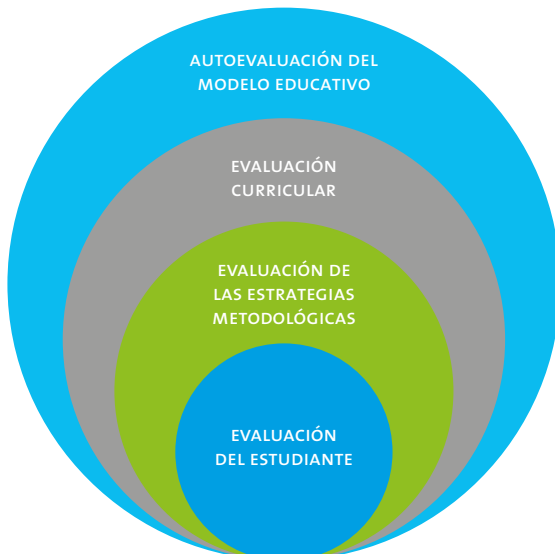 AUTOEVALUACIÓN DEL
MODELO EDUCATIVO
EVALUACIÓN
CURRICULAR
EVALUACIÓN DE
LAS ESTRATEGIAS
METODOLÓGICAS
EVALUACIÓN
DEL ESTUDIANTE